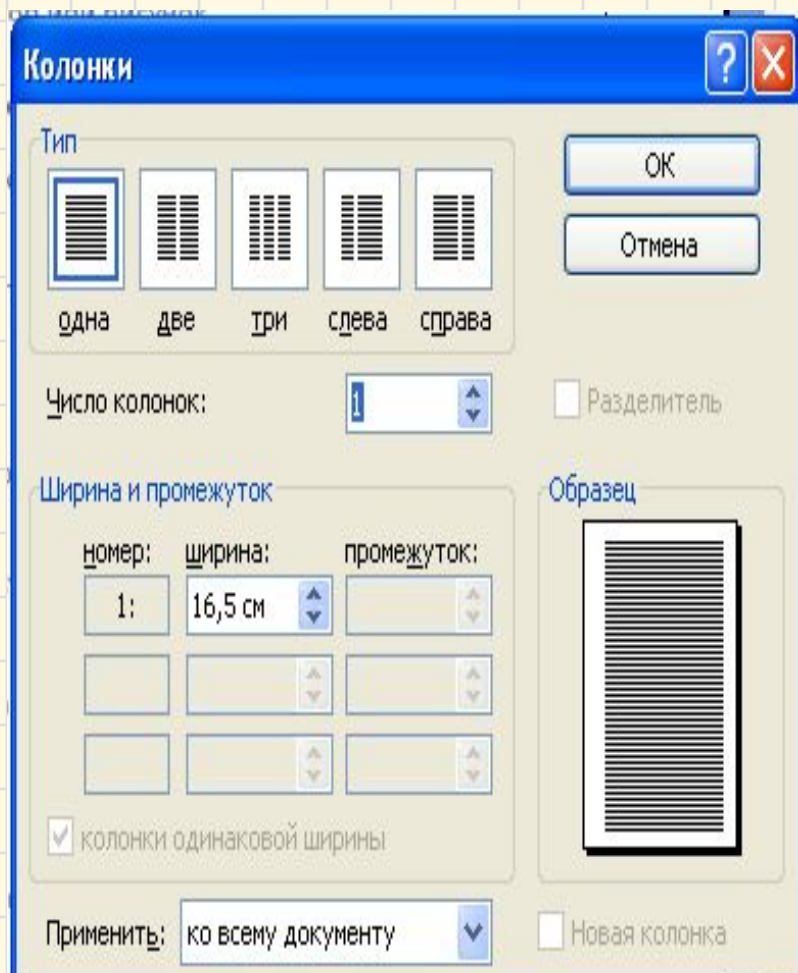 Колонки
Тип
ОК
Отмена
одна две три слева справа
Число колонок: 1 Разделитель
Ширина и промежуток
Образец
номер: ширина: промежуток:
1: 16,5 см
колонки одинаковой ширины
Применить: ко всему документу Новая колонка